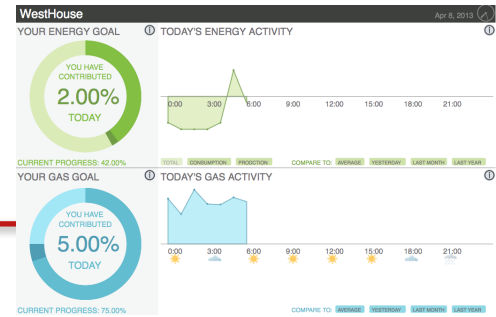 WestHouse
Apr 8, 2013
YOUR ENERGY GOAL
TODAY'S ENERGY ACTIVITY
YOU HAVE
CONTRIBUTED
2.00%
TODAY
0:00 3:00 6:00 9:00 12:00 15:00 18:00 21:00
CURRENT PROGRESS: 42.00%
TOTAL CONSUMPTION PRODCTION COMPARE TO: AVERAGE YESTERDAY LAST MONTH LAST YEAR
YOUR GAS GOAL
TODAY'S GAS ACTIVITY
YOU HAVE
CONTRIBUTED
5.00%
TODAY
0:00 3:00 6:00 9:00 12:00 15:00 18:00 21:00
CURRENT PROGRESS: 75.00%
COMPARE TO: AVERAGE YESTERDAY LAST MONTH LAST YEAR